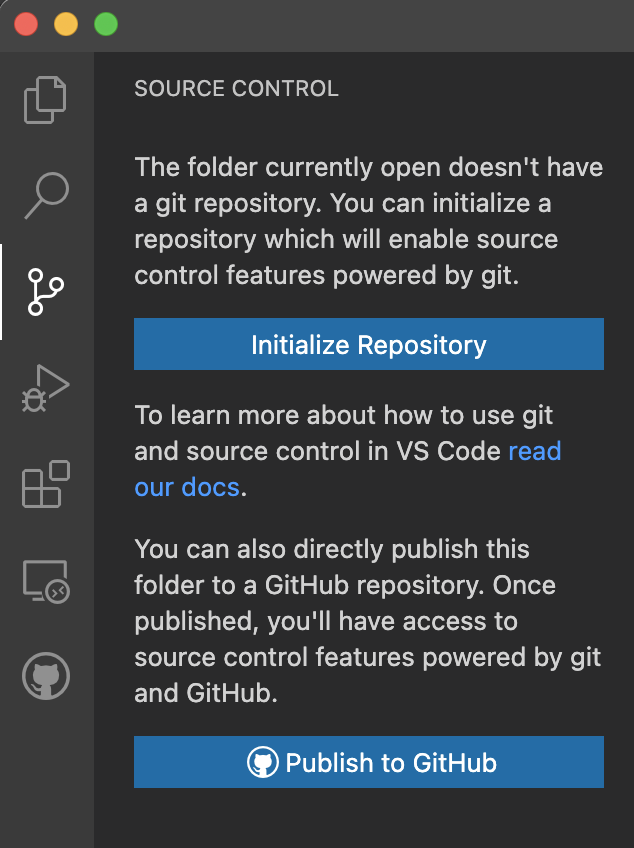 SOURCE CONTROL
The folder currently open doesn't have
a git repository. You can initialize a
repository which will enable source
control features powered by git.
Initialize Repository
To learn more about how to use git
and source control in VS Code read
our docs.
You can also directly publish this
folder to a GitHub repository. Once
published, you'll have access to
source control features powered by git
and GitHub.
Publish to GitHub